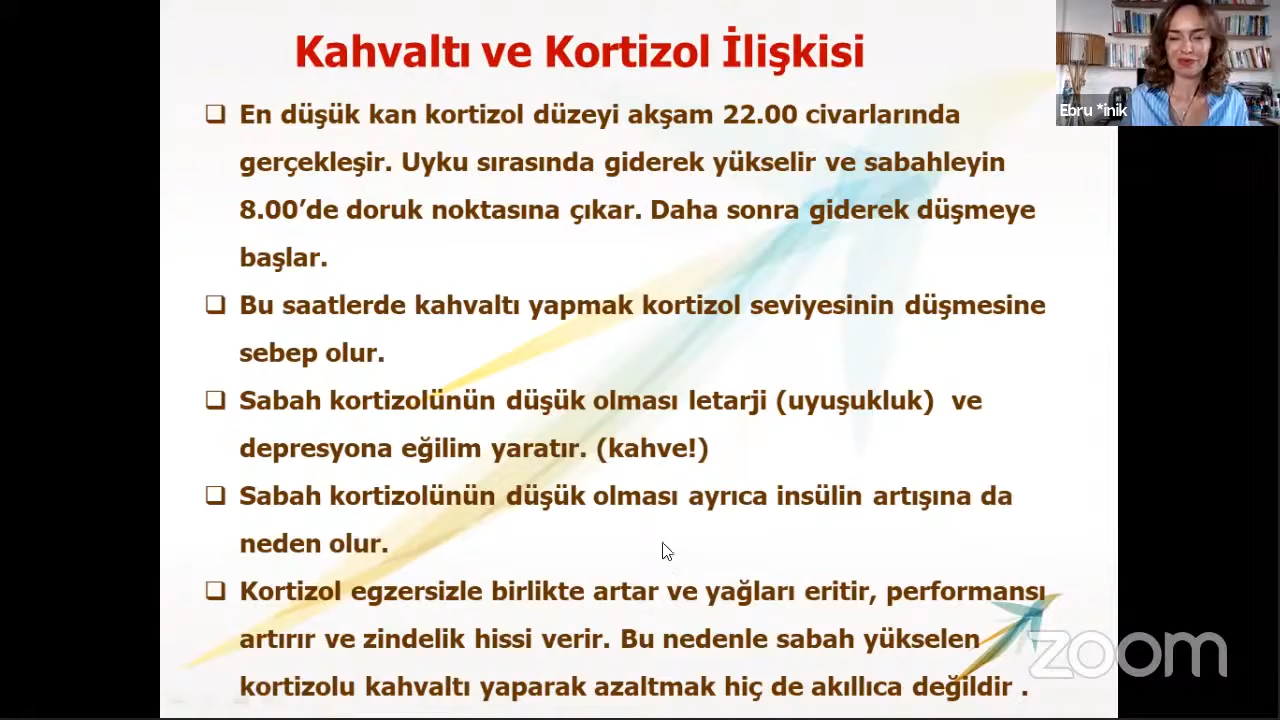 Kahvaltı ve Kortizol İlişkisi
❑ En düşük kan kortizol düzeyi akşam 22.00 civarlarında
gerçekleşir. Uyku sırasında giderek yükselir ve sabahleyin
8.00’de doruk noktasına çıkar. Daha sonra giderek düşmeye
başlar.
❑ Bu saatlerde kahvaltı yapmak kortizol seviyesinin düşmesine
sebep olur.
❑ Sabah kortizolünün düşük olması letarji (uyuşukluk) ve
depresyona eğilim yaratır. (kahve!)
❑ Sabah kortizolünün düşük olması ayrıca insülin artışına da
neden olur.
❑ Kortizol egzersizle birlikte artar ve yağları eritir, performansı
artırır ve zindelik hissi verir. Bu nedenle sabah yükselen
kortizolu kahvaltı yaparak azaltmak hiç de akıllıca değildir .
Ebru *inik
zoom